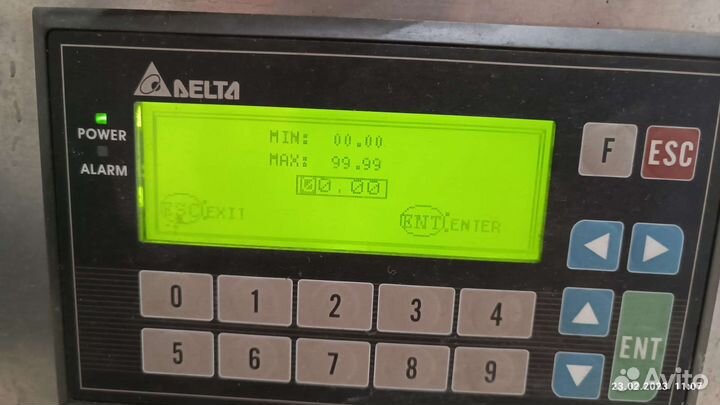 DELTA
POWER
ALARM
MIN: 00.00
MAX: 99.99
00.00
ESC:EXIT
ENT:ENTER
F ESC
0 1 2 3 4
5 6 7 8 9
ENT
Avito
23.02.2023 11:07